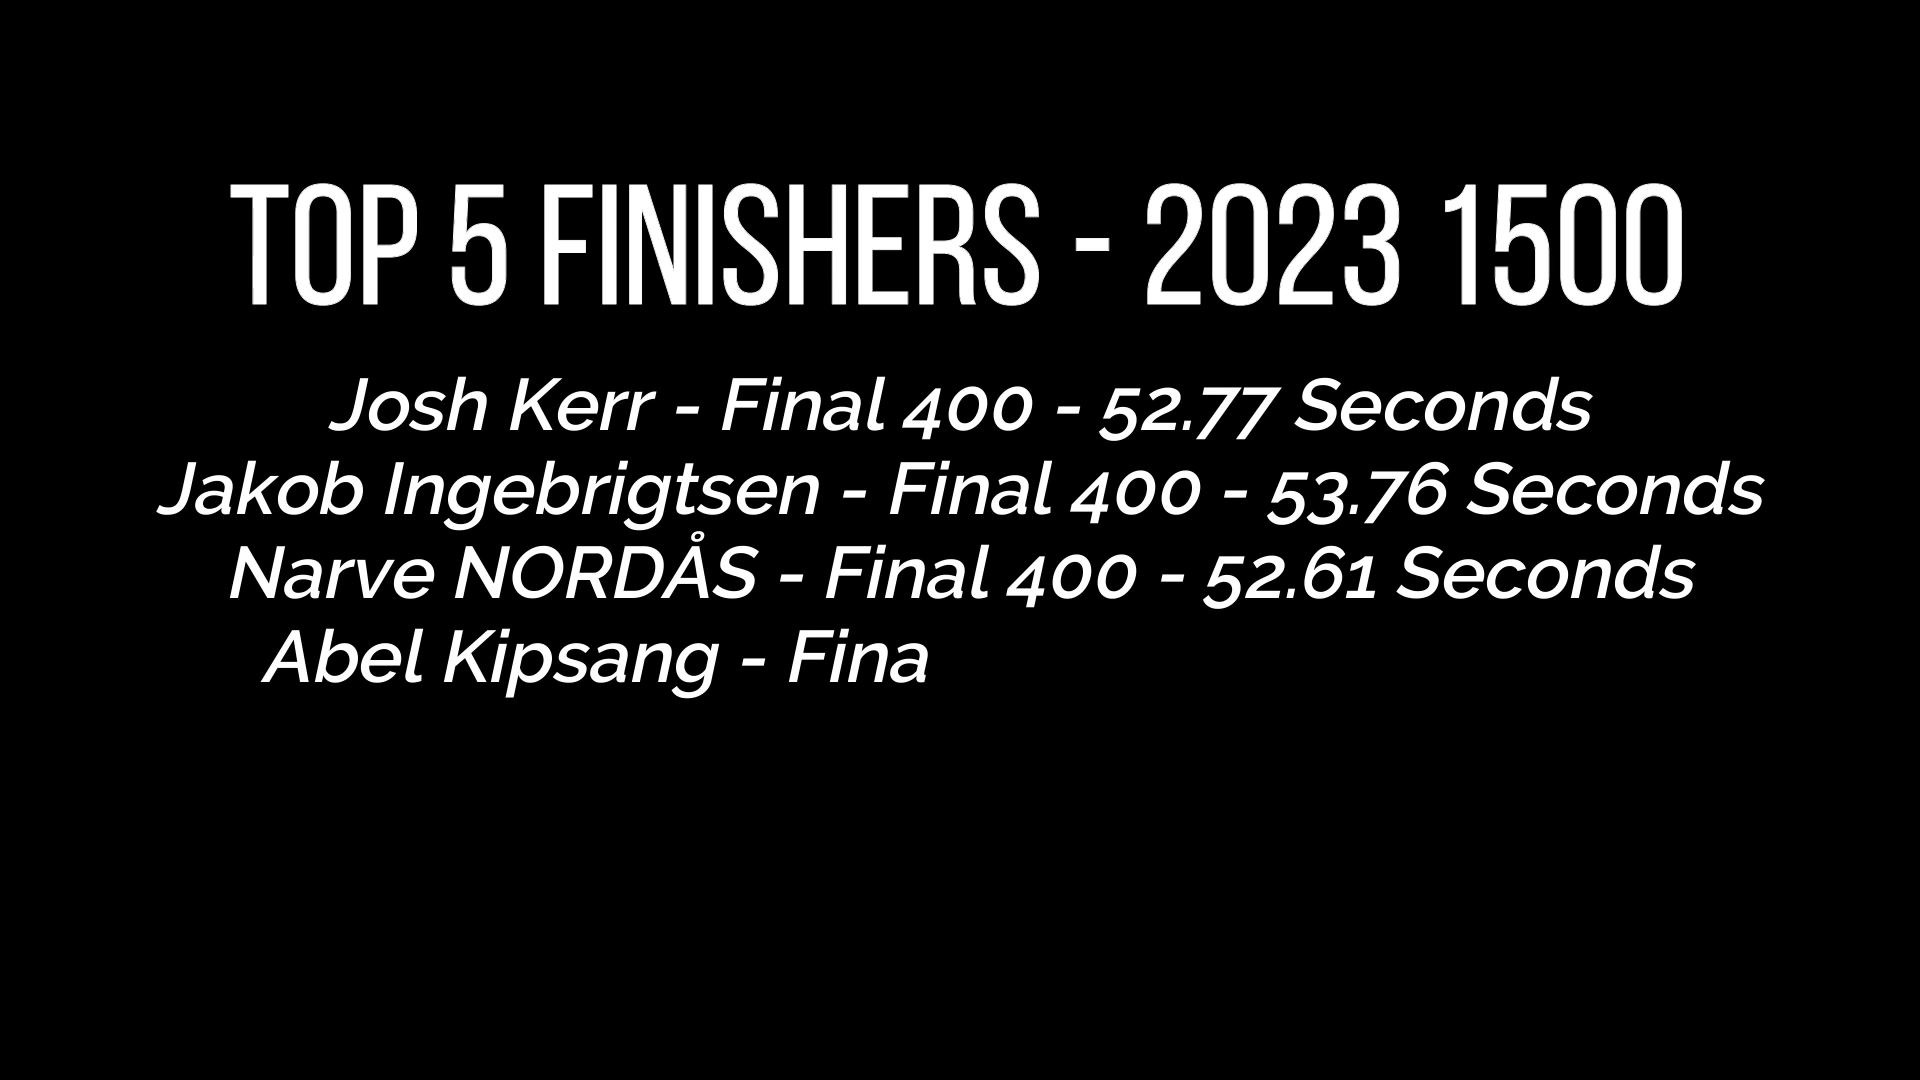 TOP 5 FINISHERS - 2023 1500
Josh Kerr - Final 400 - 52.77 Seconds
Jakob Ingebrigtsen - Final 400 - 53.76 Seconds
Narve NORDÅS - Final 400 - 52.61 Seconds
Abel Kipsang - Fina